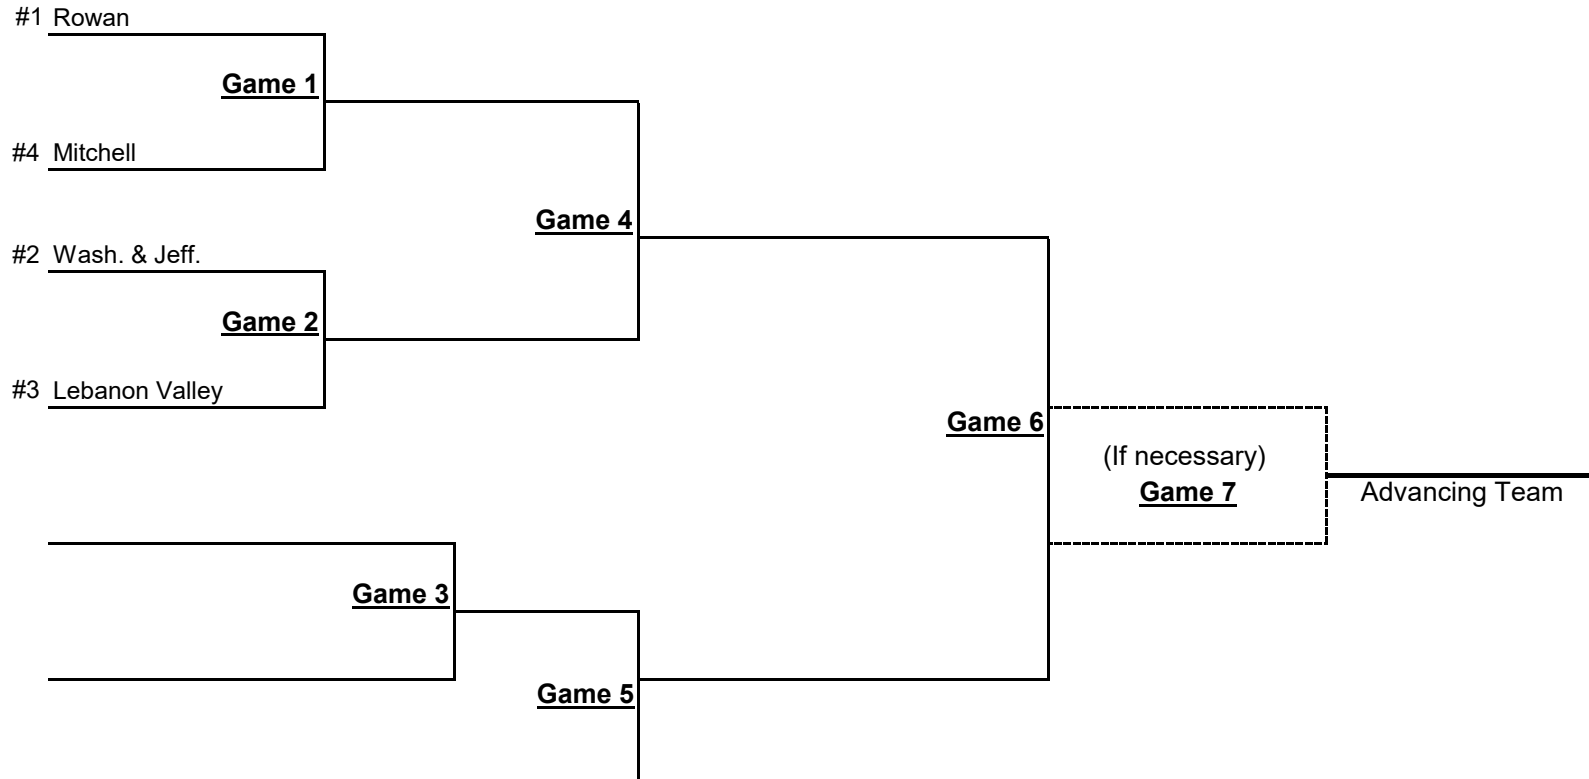 #1 Rowan
Game 1
#4 Mitchell
Game 4
#2 Wash. & Jeff.
Game 2
#3 Lebanon Valley
Game 6
(If necessary)
Game 7
Advancing Team
Game 3
Game 5